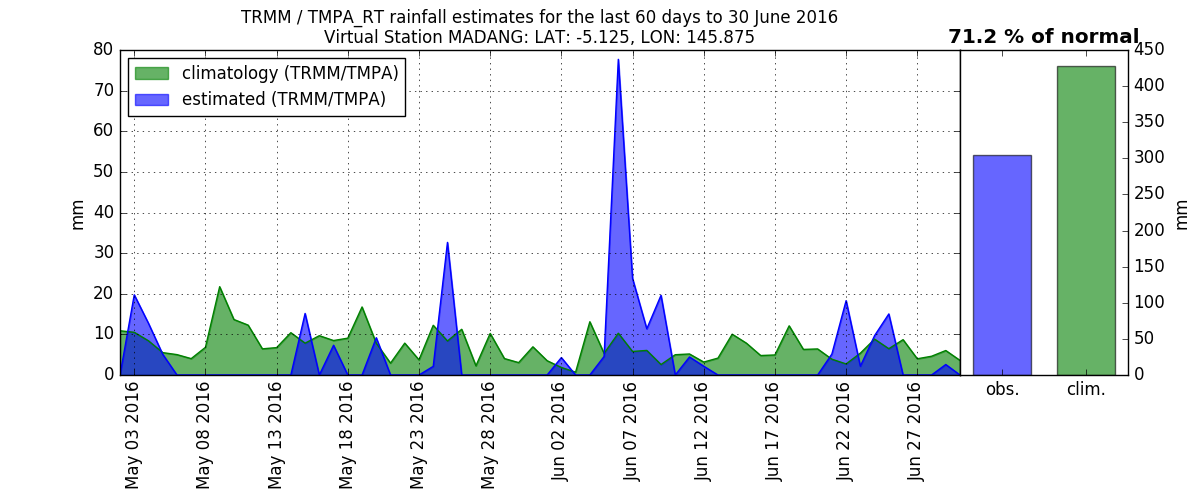 TRMM / TMPA_RT rainfall estimates for the last 60 days to 30 June 2016
Virtual Station MADANG: LAT: -5.125, LON: 145.875
71.2 % of normal
climatology (TRMM/TMPA)
estimated (TRMM/TMPA)
mm
80
70
60
50
40
30
20
10
0
May 03 2016
May 08 2016
May 13 2016
May 18 2016
May 23 2016
May 28 2016
Jun 02 2016
Jun 07 2016
Jun 12 2016
Jun 17 2016
Jun 22 2016
Jun 27 2016
450
400
350
300
250
200
150
100
50
0
mm
obs.
clim.